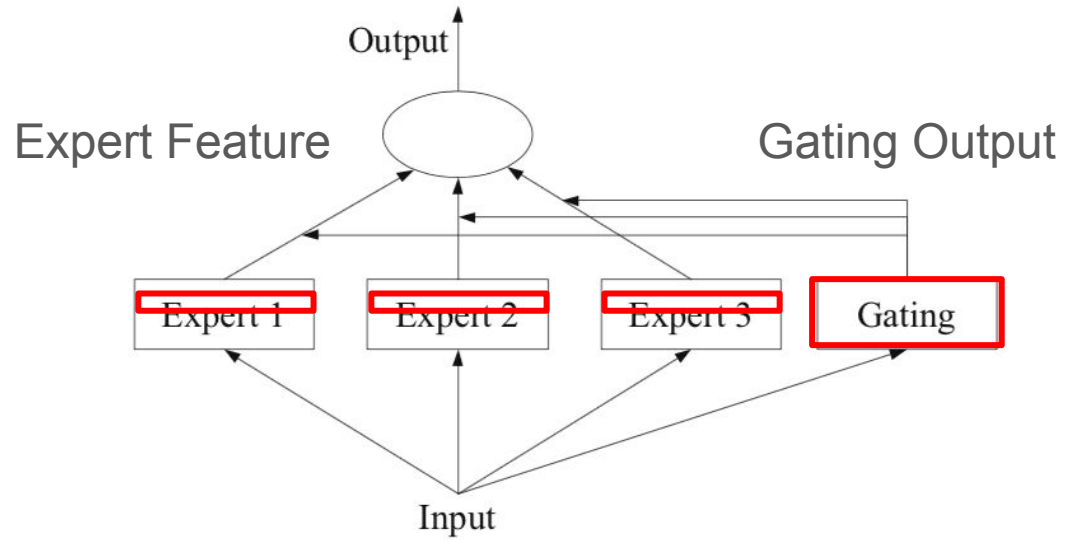 Output
Expert Feature
Gating Output
Expert 1
Expert 2
Expert 3
Gating
Input